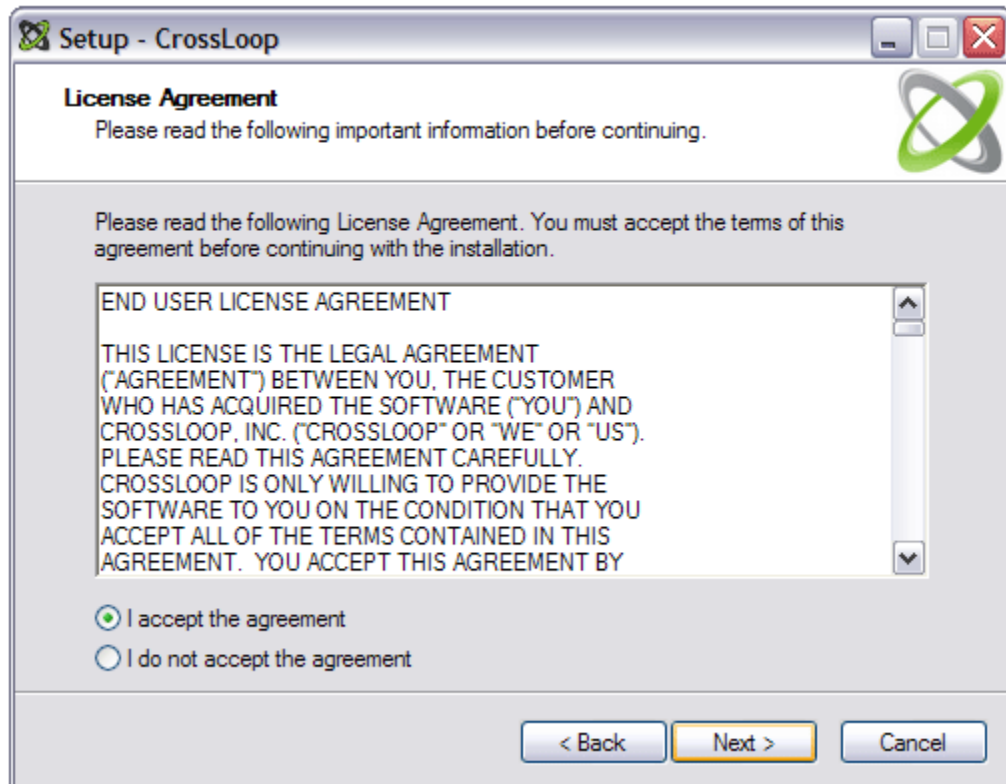 Setup - CrossLoop
License Agreement
Please read the following important information before continuing.
Please read the following License Agreement. You must accept the terms of this
agreement before continuing with the installation.
END USER LICENSE AGREEMENT
THIS LICENSE IS THE LEGAL AGREEMENT
("AGREEMENT") BETWEEN YOU, THE CUSTOMER
WHO HAS ACQUIRED THE SOFTWARE ("YOU") AND
CROSSLOOP, INC. ("CROSSLOOP" OR "WE" OR "US").
PLEASE READ THIS AGREEMENT CAREFULLY.
CROSSLOOP IS ONLY WILLING TO PROVIDE THE
SOFTWARE TO YOU ON THE CONDITION THAT YOU
ACCEPT ALL OF THE TERMS CONTAINED IN THIS
AGREEMENT.  YOU ACCEPT THIS AGREEMENT BY
I accept the agreement
I do not accept the agreement
< Back Next > Cancel